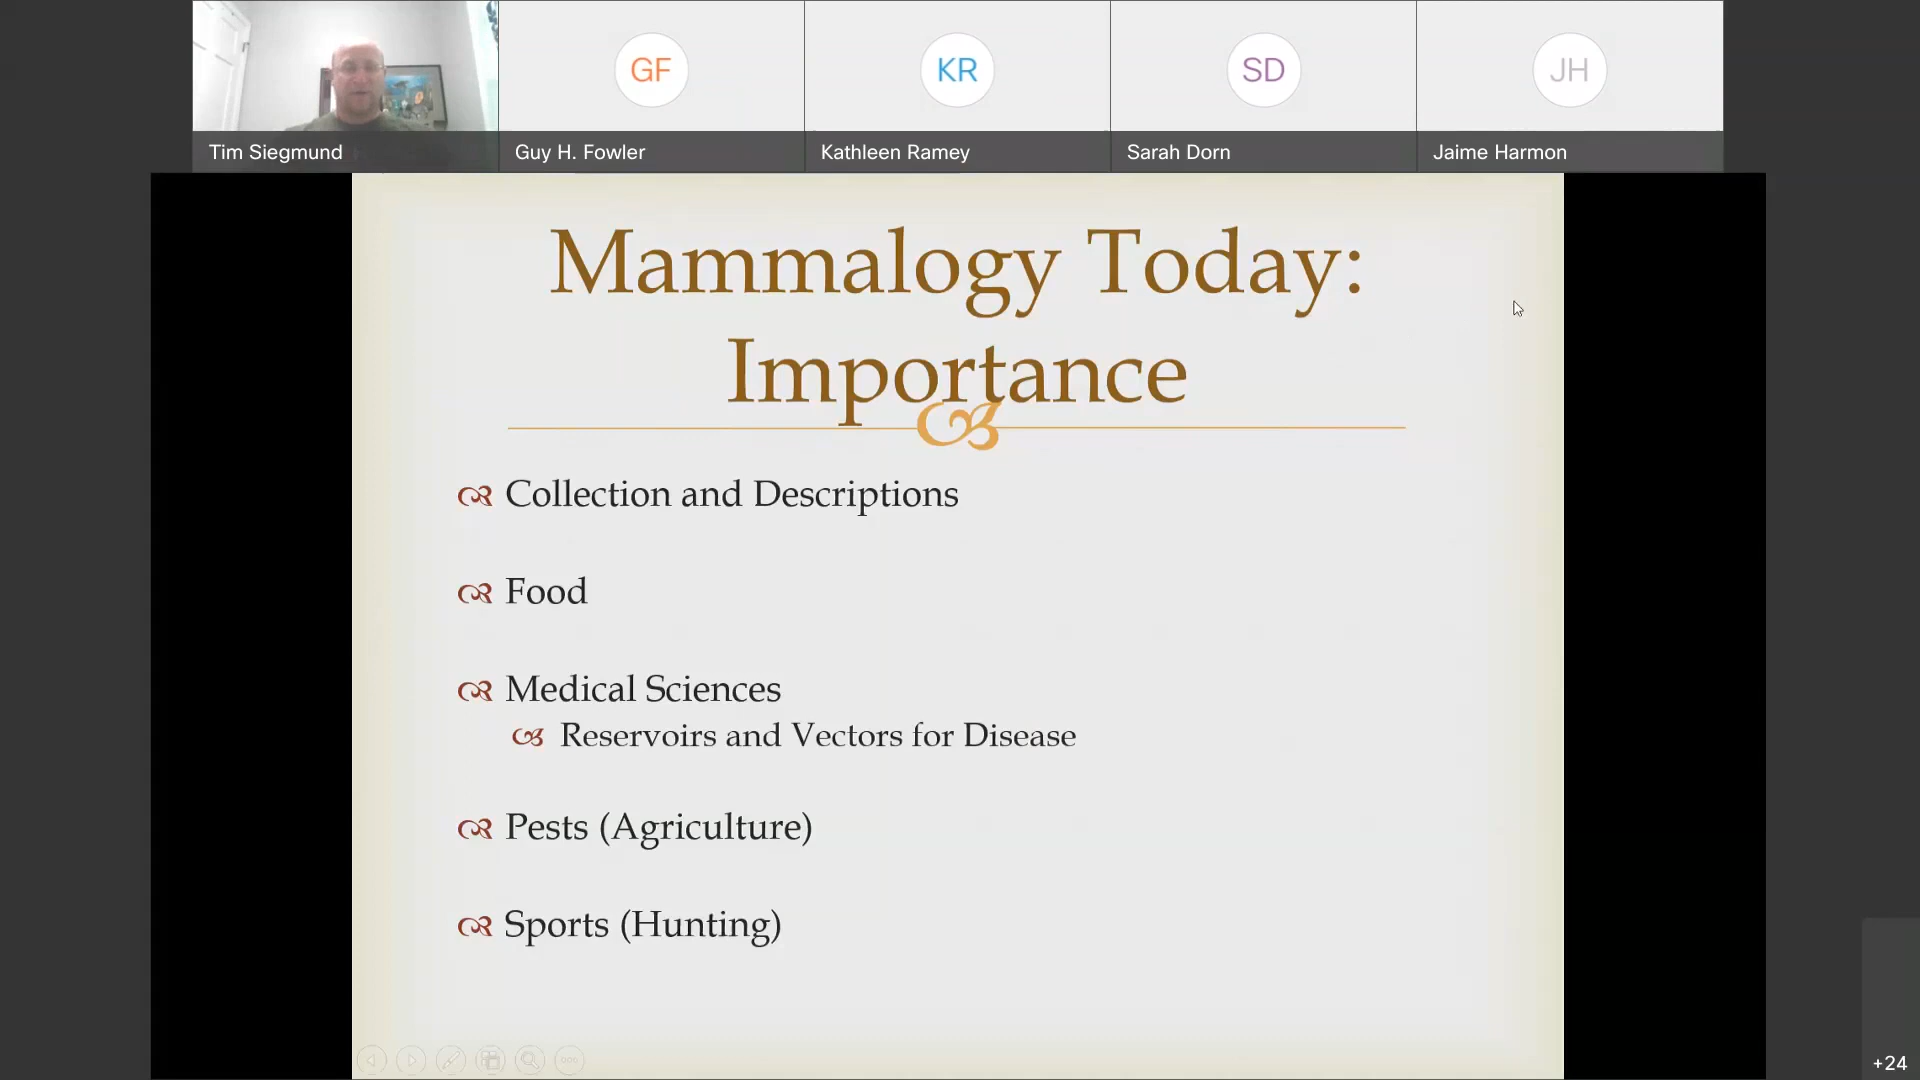 GF
KR
SD
JH
Tim Siegmund
Guy H. Fowler
Kathleen Ramey
Sarah Dorn
Jaime Harmon
Mammalogy Today:
Importance
Collection and Descriptions
Food
Medical Sciences
Reservoirs and Vectors for Disease
Pests (Agriculture)
Sports (Hunting)
+24